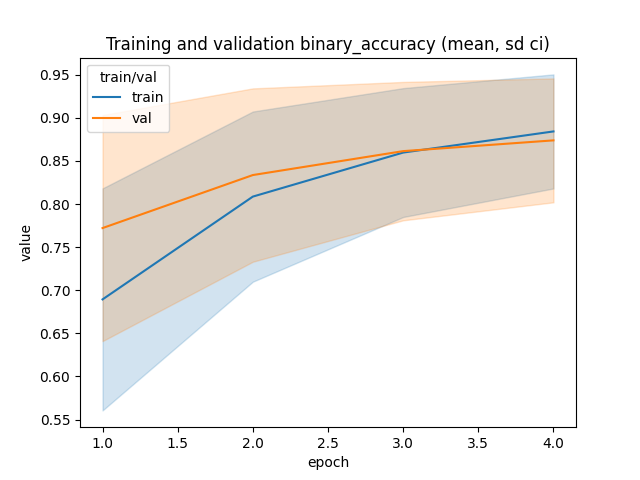 Training and validation binary_accuracy (mean, sd ci)
train/val
train
val
value
0.95
0.90
0.85
0.80
0.75
0.70
0.65
0.60
0.55
1.0 1.5 2.0 2.5 3.0 3.5 4.0
epoch